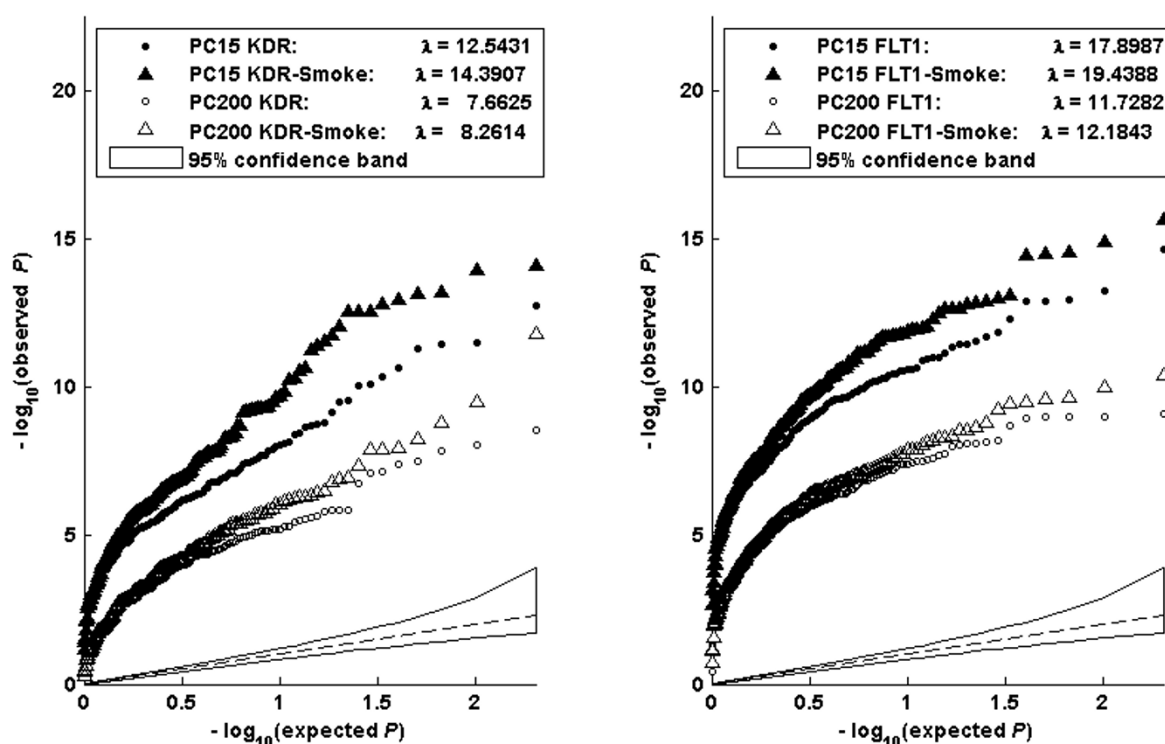 PC15 KDR: λ = 12.5431
PC15 KDR-Smoke: λ = 14.3907
PC200 KDR: λ = 7.6625
PC200 KDR-Smoke: λ = 8.2614
95% confidence band
20
15
10
5
0
- log10(observed P)
0 0.5 1 1.5 2
- log10(expected P)
PC15 FLT1: λ = 17.8987
PC15 FLT1-Smoke: λ = 19.4388
PC200 FLT1: λ = 11.7282
PC200 FLT1-Smoke: λ = 12.1843
95% confidence band
20
15
10
5
0
- log10(observed P)
0 0.5 1 1.5 2
- log10(expected P)